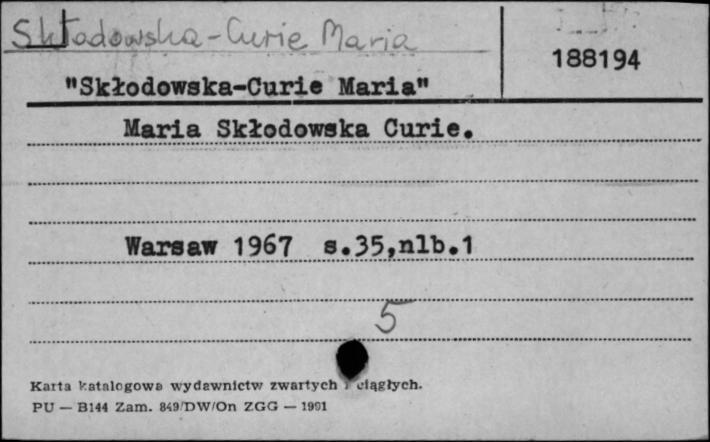 Skłodowska-Curie Maria
188194
"Skłodowska-Curie Maria"
Maria Skłodowska Curie.
Warsaw 1967 s.35,nlb.1
5
Karta katalogowa wydawnictw zwartych i ciągłych.
PU — B144 Zam. 849/DW/On ZGG — 1991